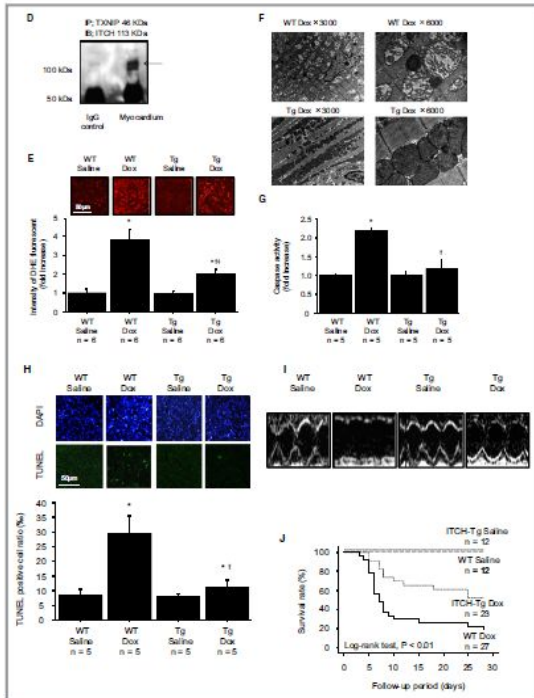 D
IP; TXNIP 46 KDas
IB; ITCH 113 KDas
100 kDa
50 kDa
IgG
control
Myocardium
E
WT
Saline
WT
Dox
Tg
Saline
Tg
Dox
50μm
Intensity of DHE fluorescent
(fold increase)
5
4
3
2
1
0
*
*†
WT
Saline
n = 6
WT
Dox
n = 6
Tg
Saline
n = 6
Tg
Dox
n = 6
F
WT Dox ×3000
WT Dox ×6000
Tg Dox ×3000
Tg Dox ×6000
G
Caspase activity
(fold increase)
2.5
2.0
1.5
1.0
0.5
0
*
†
WT
Saline
n = 5
WT
Dox
n = 5
Tg
Saline
n = 5
Tg
Dox
n = 5
H
WT
Saline
WT
Dox
Tg
Saline
Tg
Dox
DAPI
TUNEL
50μm
TUNEL positive cell ratio (‰)
40
35
30
25
20
15
10
5
0
*
* †
WT
Saline
n = 5
WT
Dox
n = 5
Tg
Saline
n = 5
Tg
Dox
n = 5
I
WT
Saline
WT
Dox
Tg
Saline
Tg
Dox
J
ITCH-Tg Saline
n = 12
WT Saline
n = 12
ITCH-Tg Dox
n = 23
WT Dox
n = 27
Survival rate (%)
100
80
60
40
20
0
Log-rank test, P < 0.01
0 5 10 15 20 25 30
Follow-up period (days)